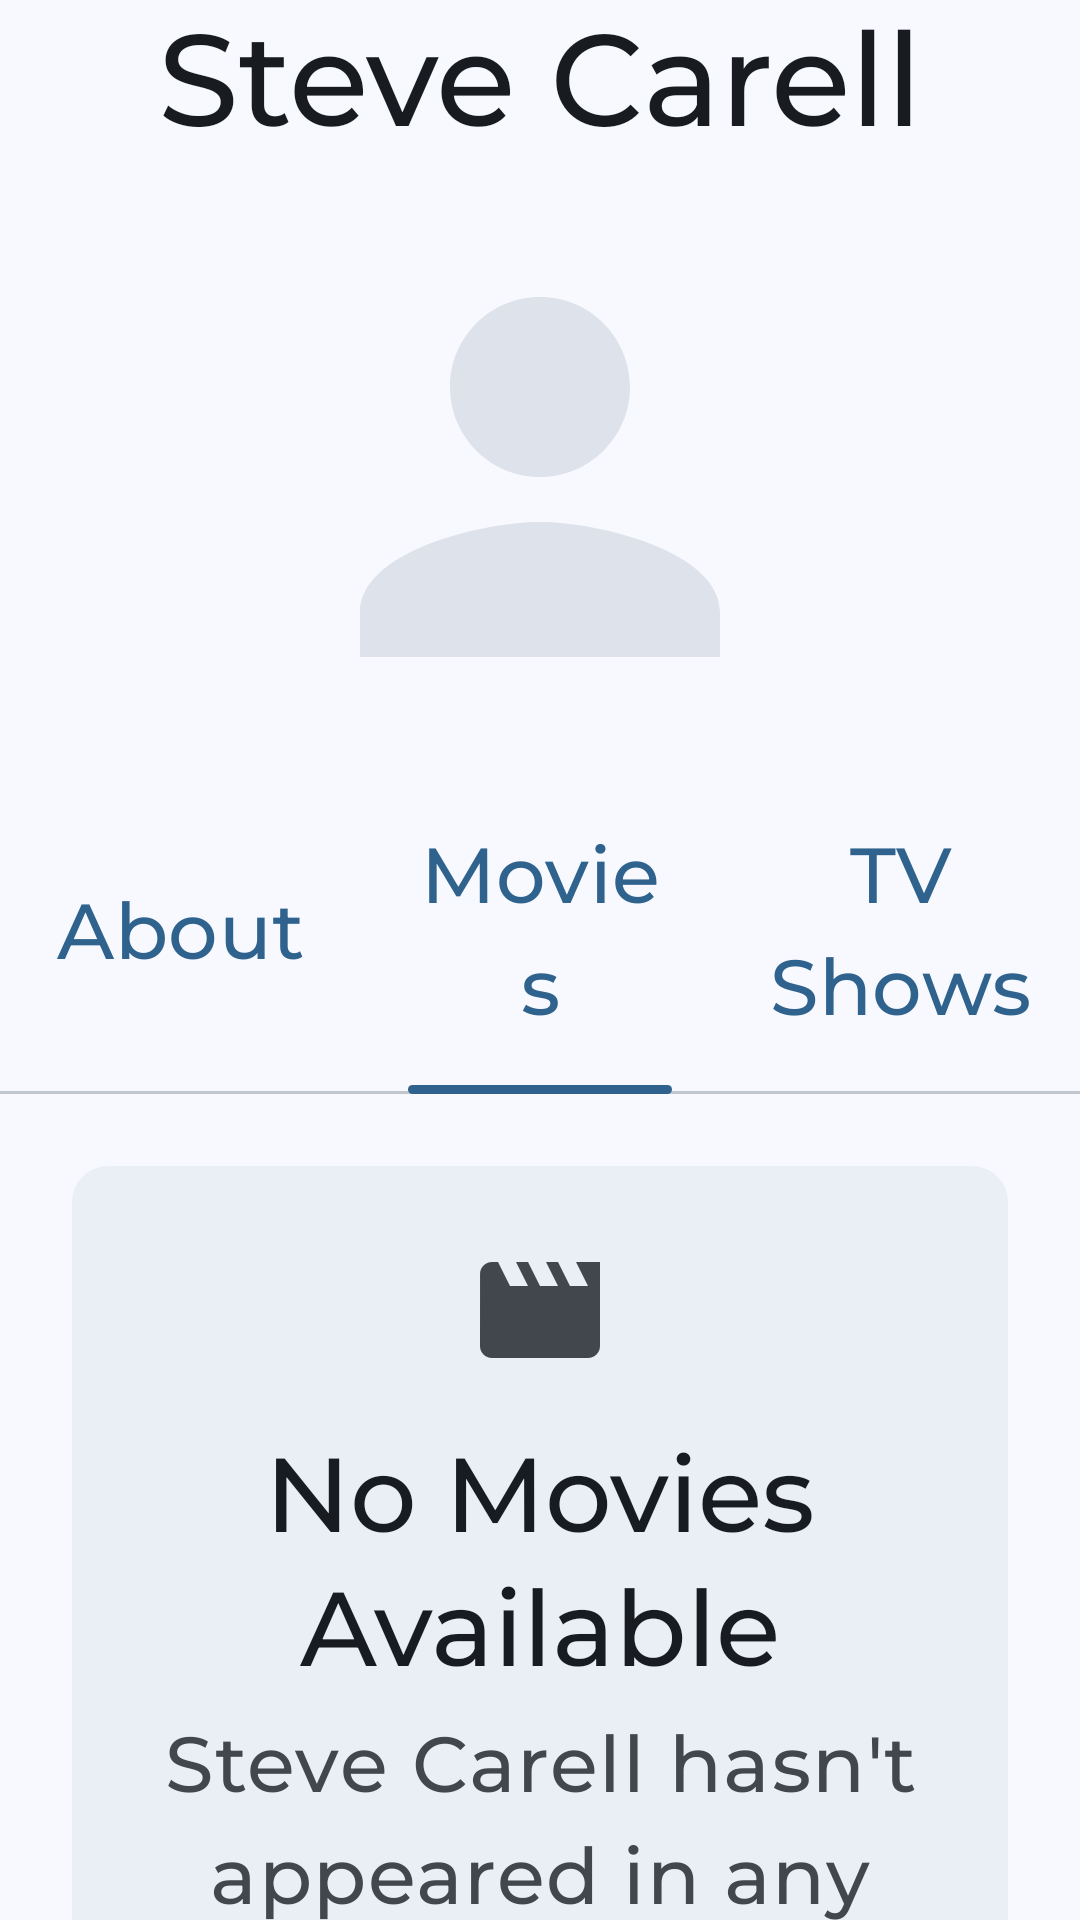 Steve Carell
About
Movie
s
TV
Shows
No Movies
Available
Steve Carell hasn't
appeared in any